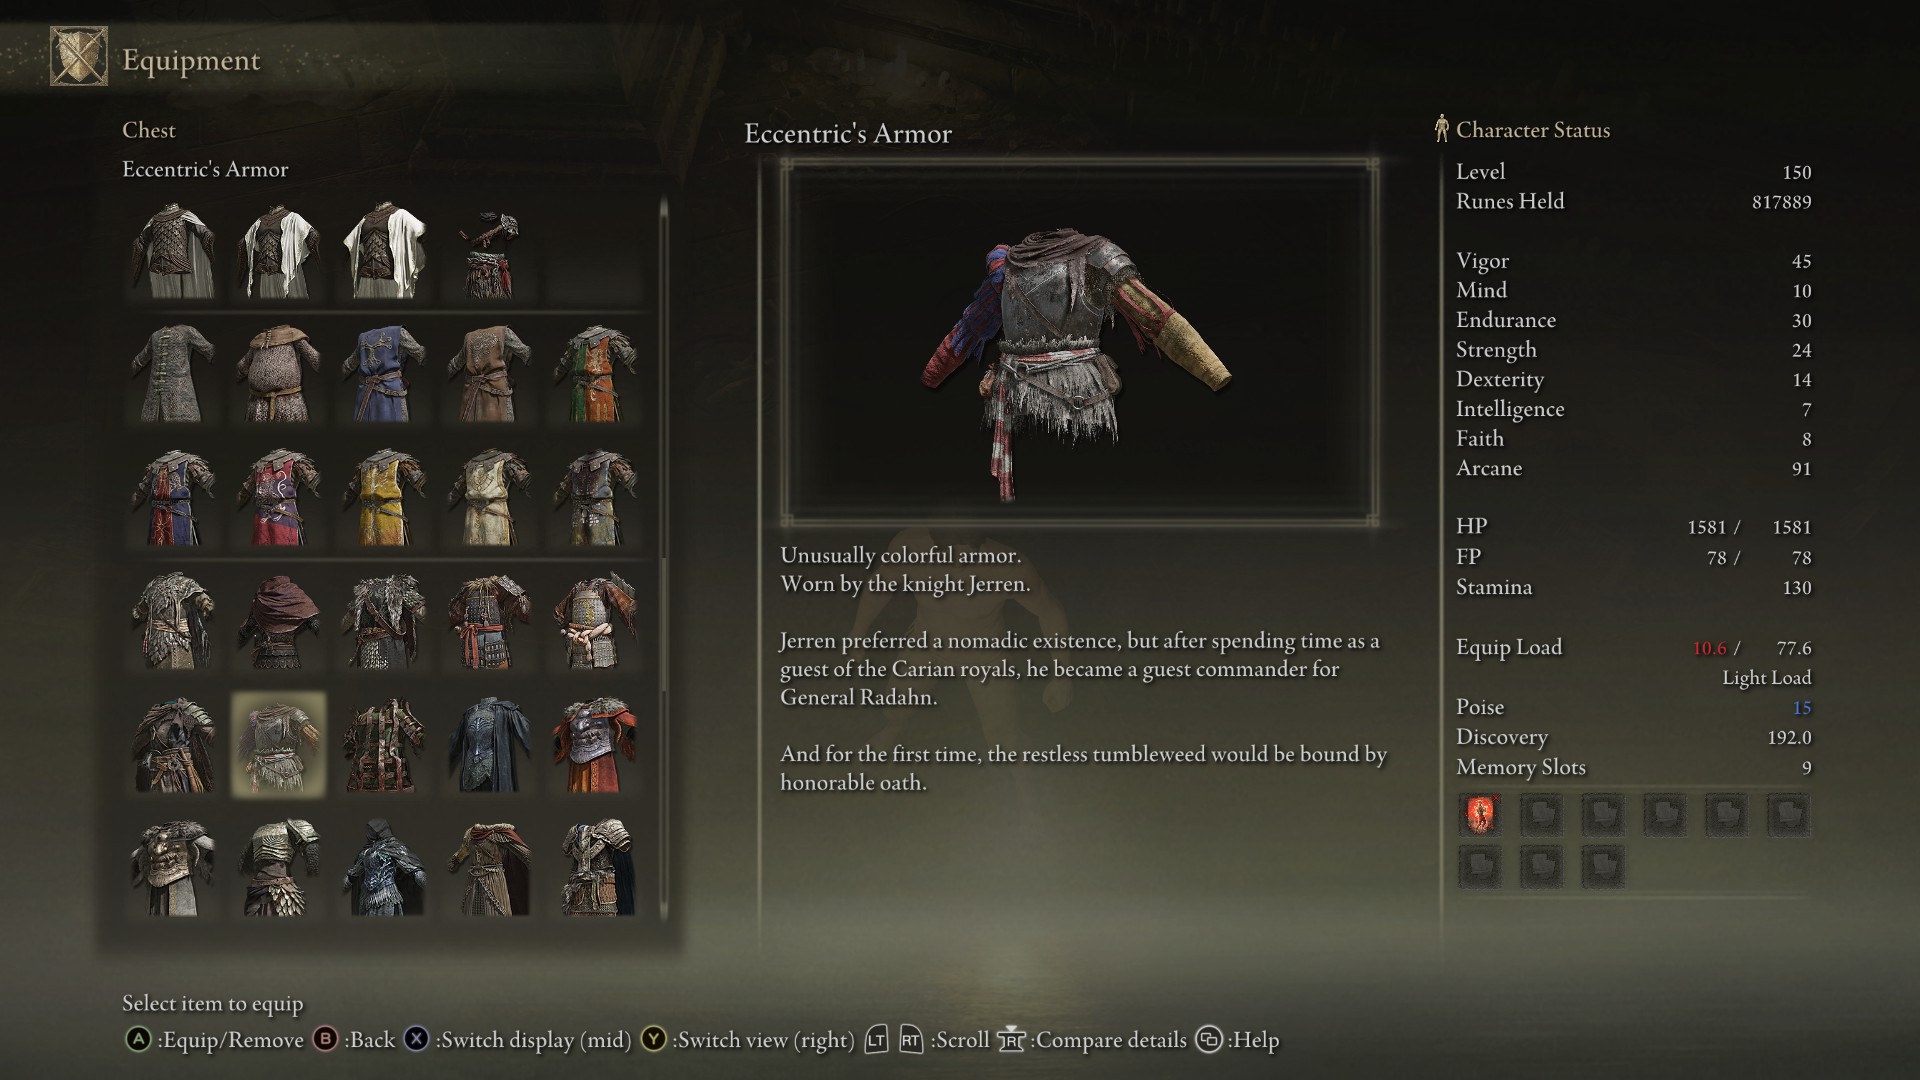 Equipment
Chest
Eccentric's Armor
Eccentric's Armor
Unusually colorful armor.
Worn by the knight Jerren.
Jerren preferred a nomadic existence, but after spending time as a
guest of the Carian royals, he became a guest commander for
General Radahn.
And for the first time, the restless tumbleweed would be bound by
honorable oath.
Character Status
Level 150
Runes Held 817889
Vigor 45
Mind 10
Endurance 30
Strength 24
Dexterity 14
Intelligence 7
Faith 8
Arcane 91
HP 1581 / 1581
FP 78 / 78
Stamina 130
Equip Load 10.6 / 77.6
Light Load
Poise 15
Discovery 192.0
Memory Slots 9
Select item to equip
A :Equip/Remove B :Back X :Switch display (mid) Y :Switch view (right) LT RT :Scroll R :Compare details :Help